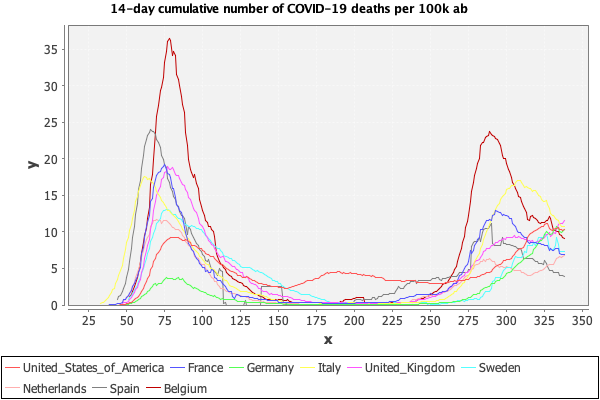 14-day cumulative number of COVID-19 deaths per 100k ab
y
35
30
25
20
15
10
5
0
25 50 75 100 125 150 175 200 225 250 275 300 325 350
x
United_States_of_America France Germany Italy United_Kingdom Sweden
Netherlands Spain Belgium